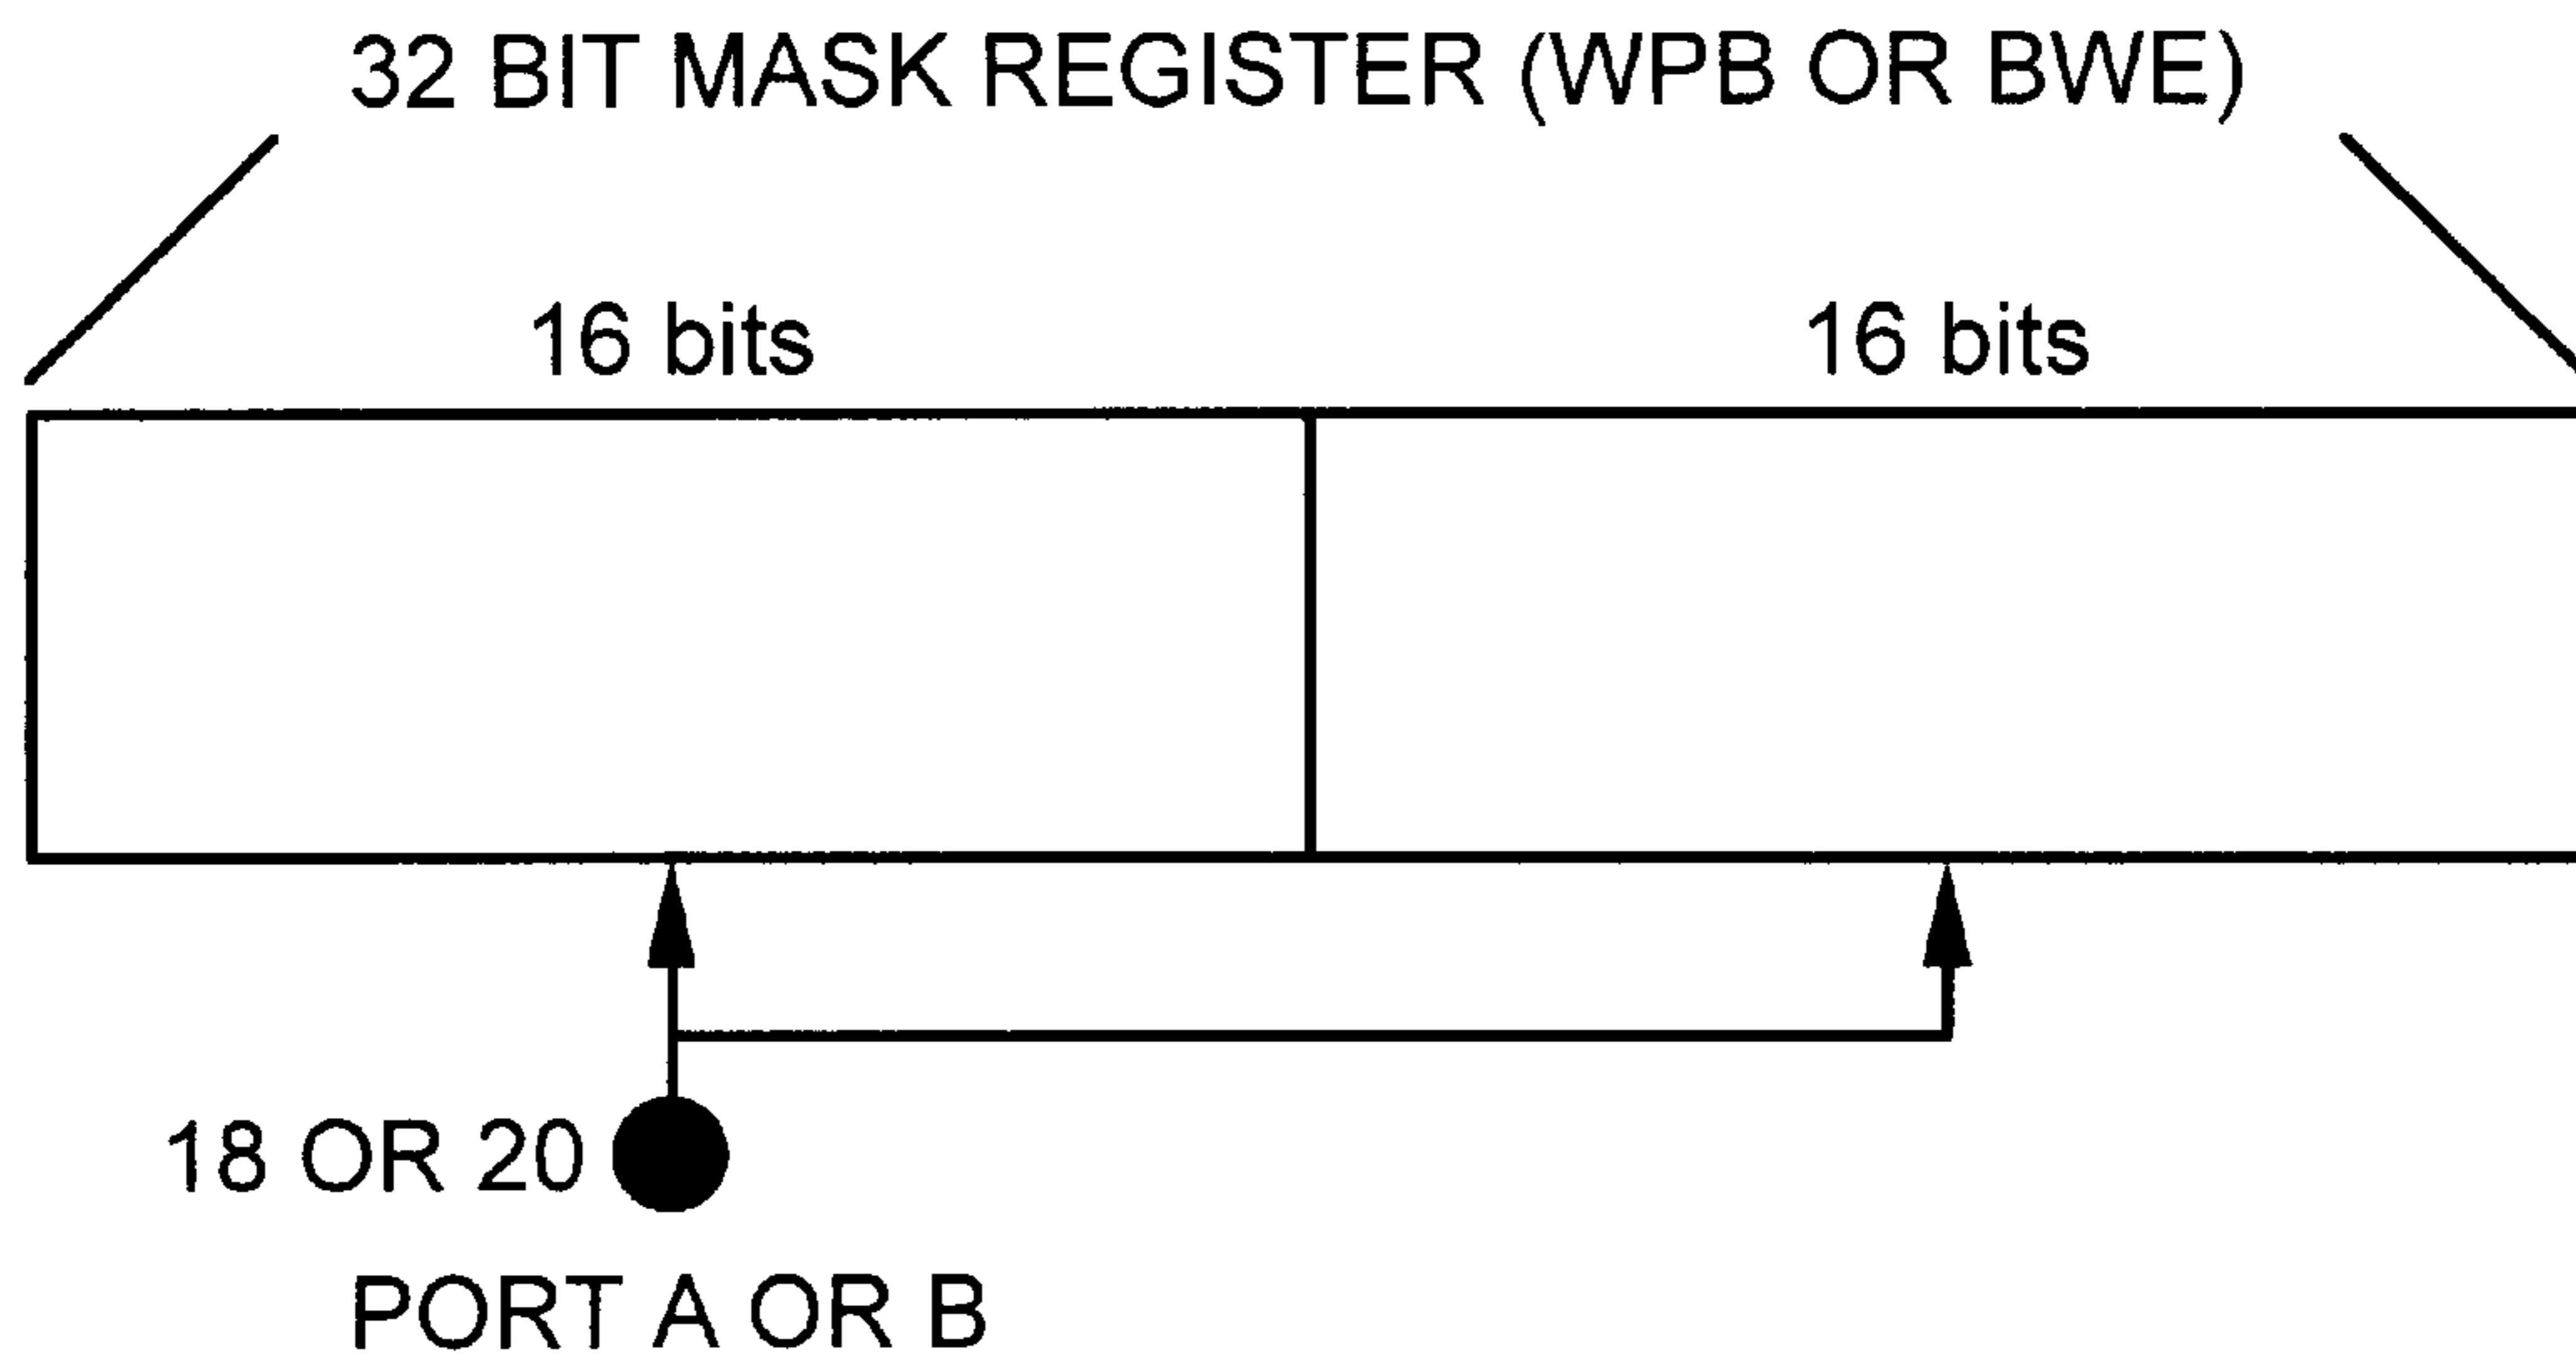 32 BIT MASK REGISTER (WPB OR BWE)
16 bits 16 bits
18 OR 20
PORT A OR B